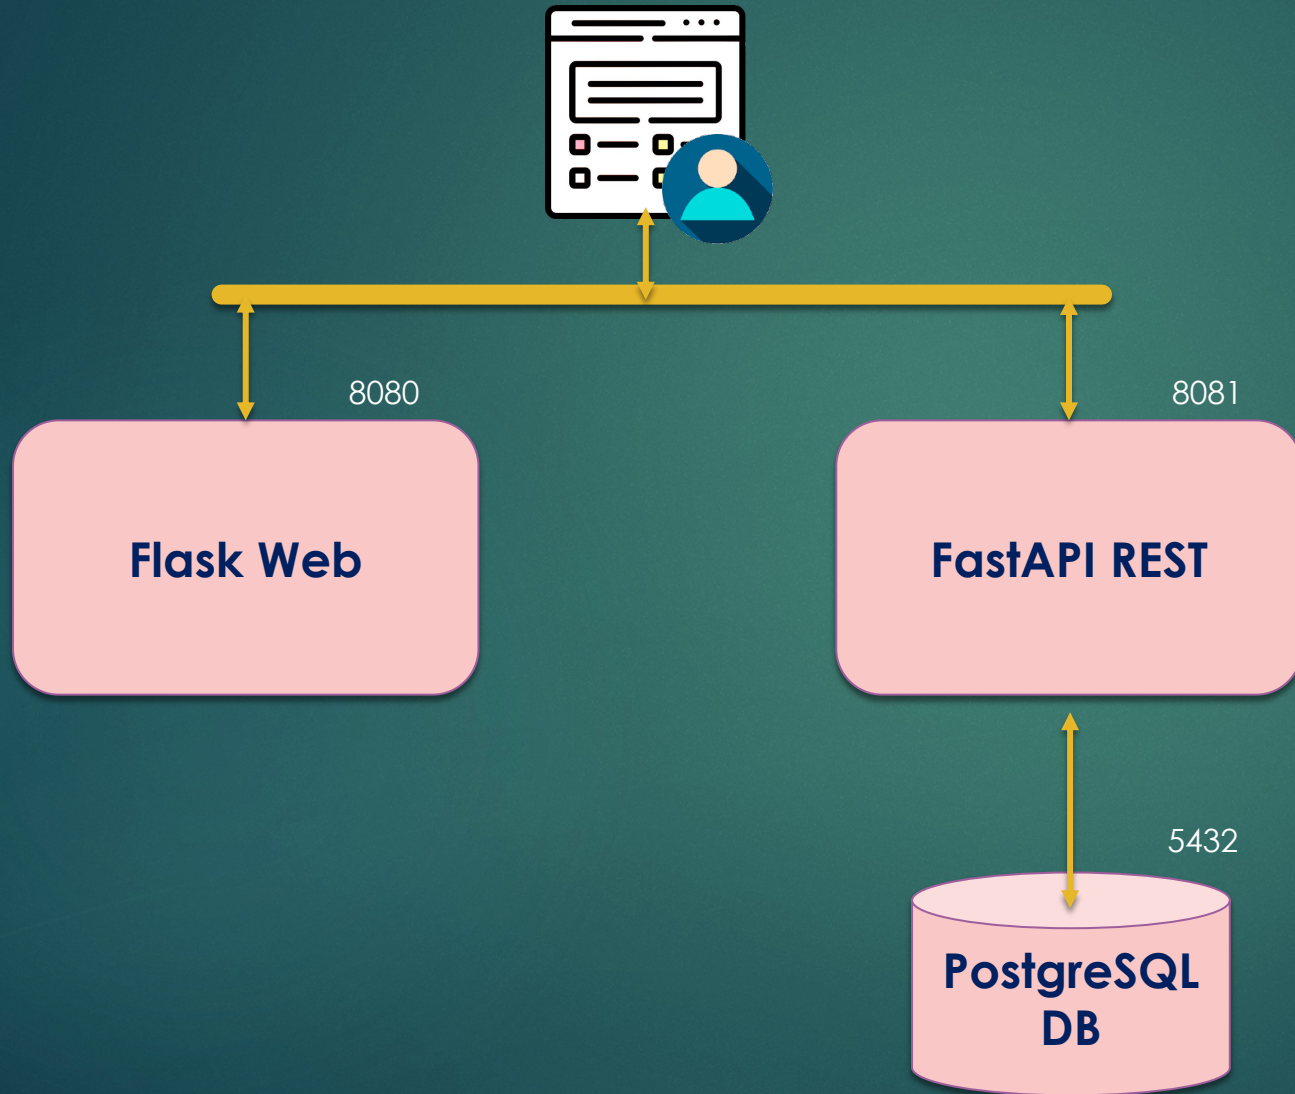 8080
8081
Flask Web
FastAPI REST
5432
PostgreSQL
DB